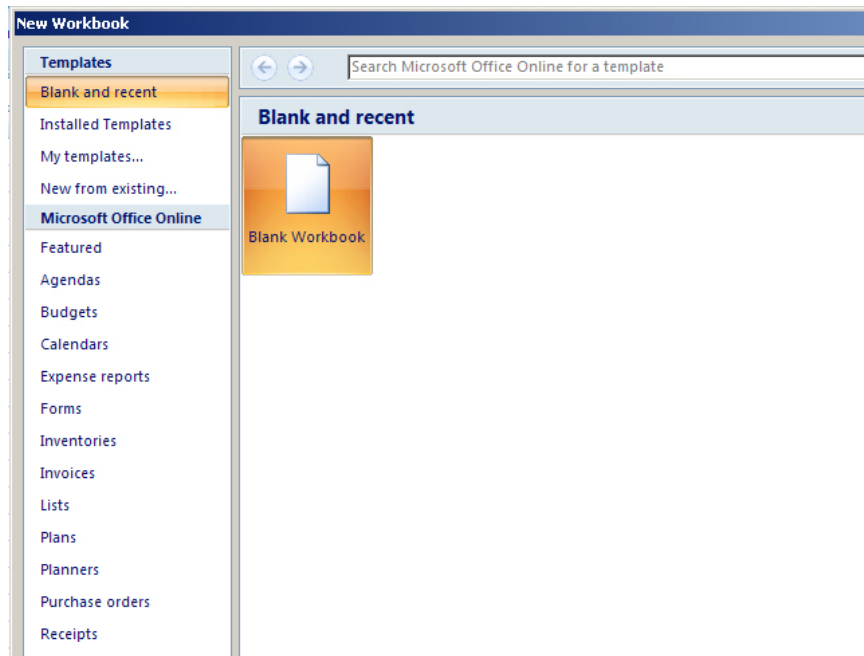 New Workbook
Templates
Blank and recent
Installed Templates
My templates...
New from existing...
Microsoft Office Online
Featured
Agendas
Budgets
Calendars
Expense reports
Forms
Inventories
Invoices
Lists
Plans
Planners
Purchase orders
Receipts
Search Microsoft Office Online for a template
Blank and recent
Blank Workbook